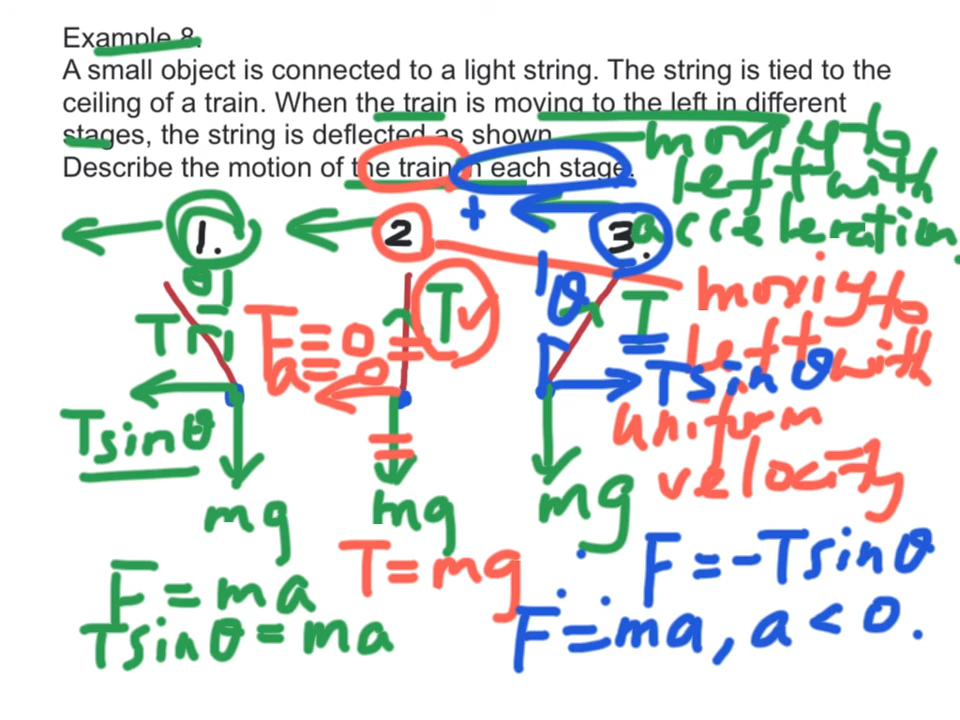 Example 8.
A small object is connected to a light string. The string is tied to the
ceiling of a train. When the train is moving to the left in different
stages, the string is deflected as shown.
Describe the motion of the train in each stage.
moving to
left with
acceleration
1.
2
+
3.
θ
T
T
θ
T
moving to
left with
uniform
velocity
F=0
a=0
Tsinθ
Tsinθ
mg
mg
mg
T=mg
F=ma
Tsinθ=ma
F=-Tsinθ
F=ma, a<0.